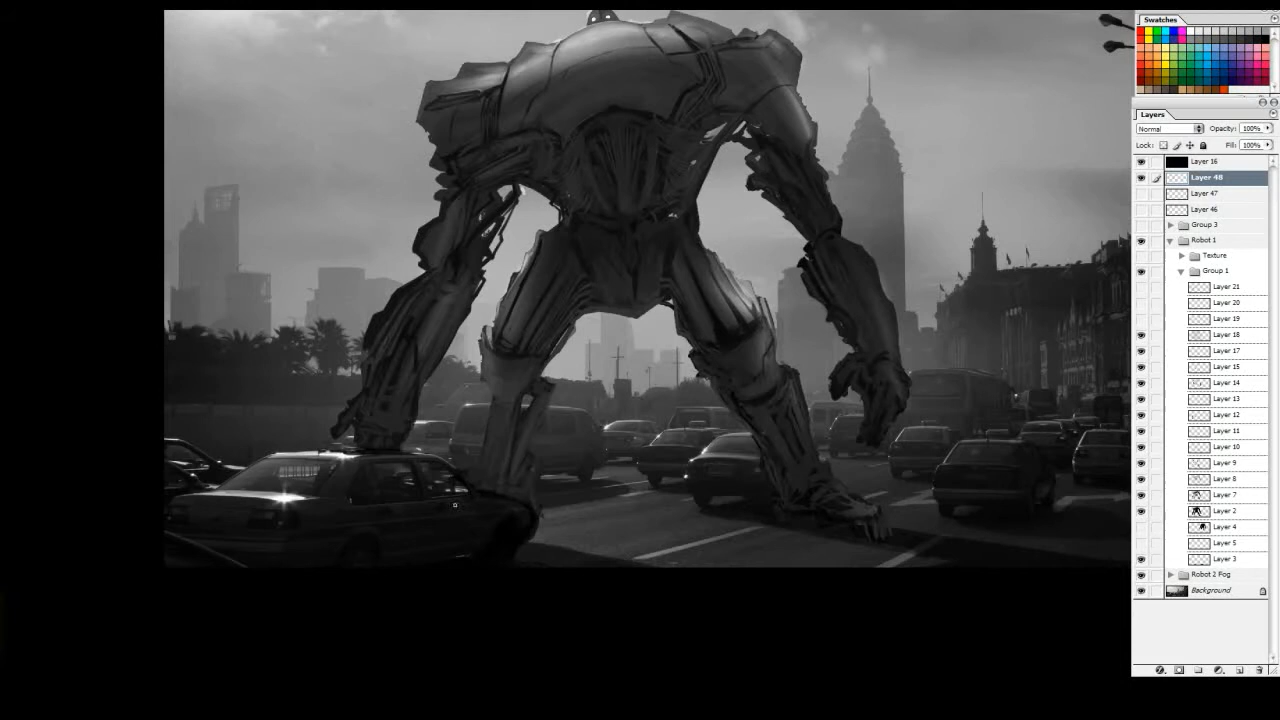 Swatches
Layers
Normal Opacity: 100%
Lock: Fill: 100%
Layer 16
Layer 48
Layer 47
Layer 46
Group 3
Robot 1
Texture
Group 1
Layer 21
Layer 20
Layer 19
Layer 18
Layer 17
Layer 15
Layer 14
Layer 13
Layer 12
Layer 11
Layer 10
Layer 9
Layer 8
Layer 7
Layer 2
Layer 4
Layer 5
Layer 3
Robot 2 Fog
Background